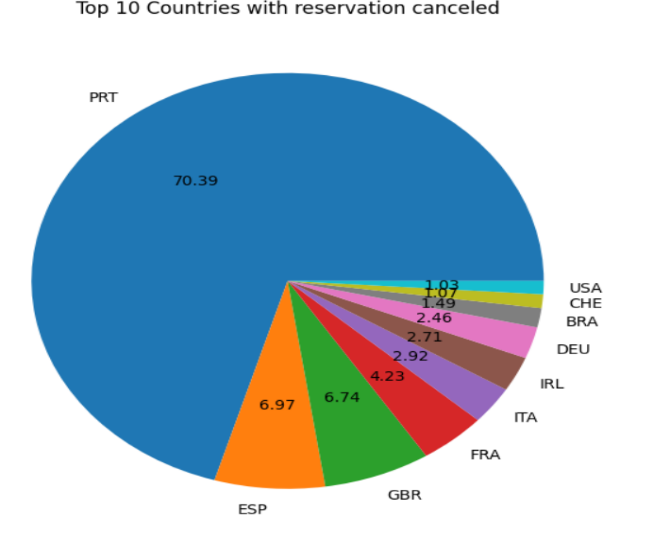 Top 10 Countries with reservation canceled
PRT
70.39
1.03
USA
1.07
CHE
1.49
BRA
2.46
DEU
2.71
2.92
IRL
4.23
ITA
6.74
6.97
FRA
GBR
ESP